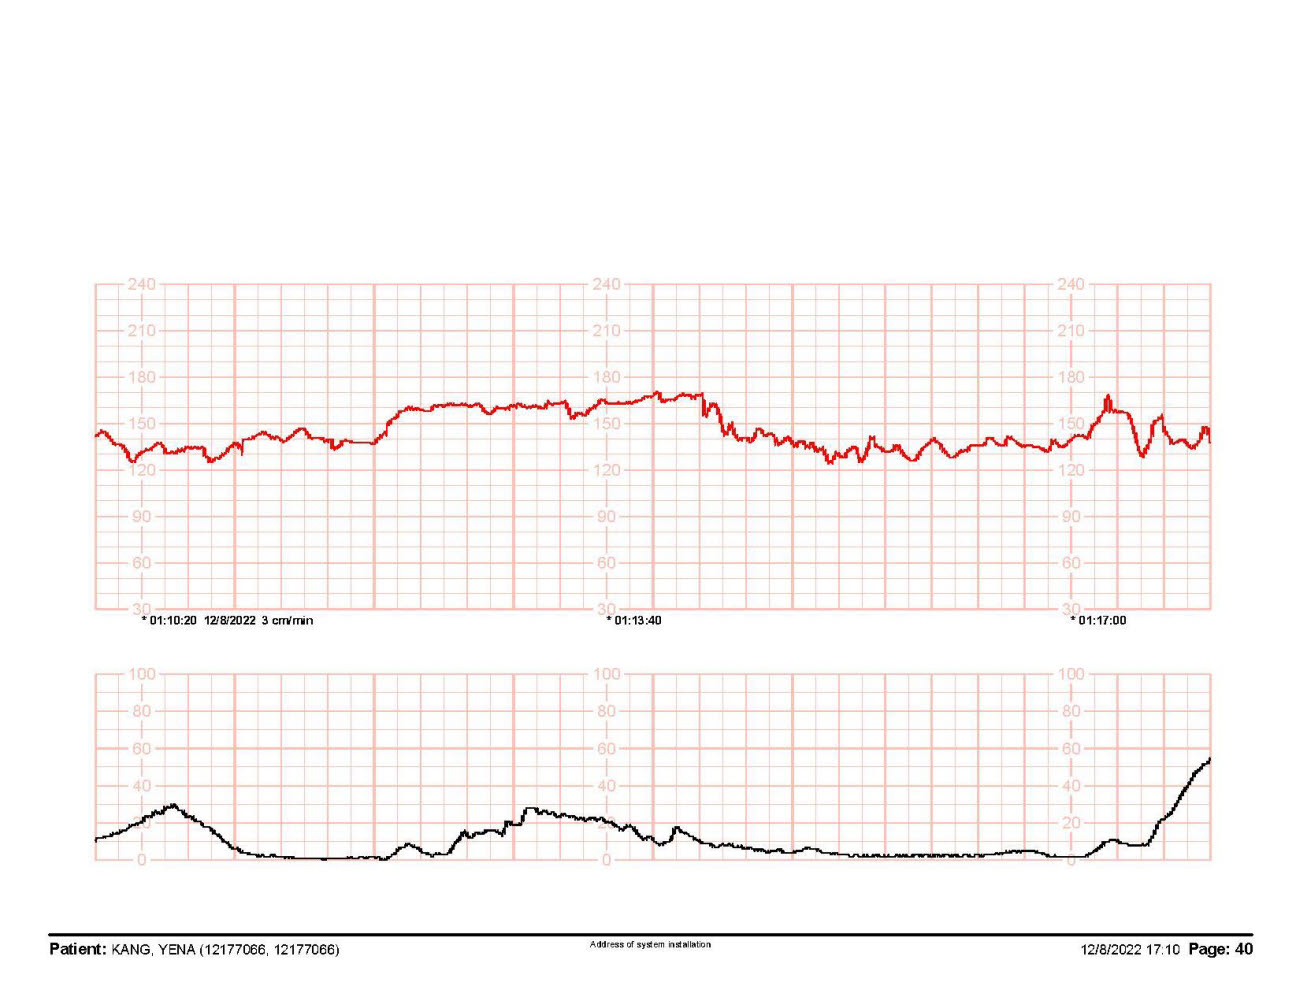 240 240 240
210 210 210
180 180 180
150 150 150
120 120 120
90 90 90
60 60 60
30 30 30
* 01:10:20 12/8/2022 3 cm/min * 01:13:40 * 01:17:00
100 100 100
80 80 80
60 60 60
40 40 40
20 20 20
0 0 0
Patient: KANG, YENA (12177066, 12177066) Address of system installation 12/8/2022 17:10 Page: 40